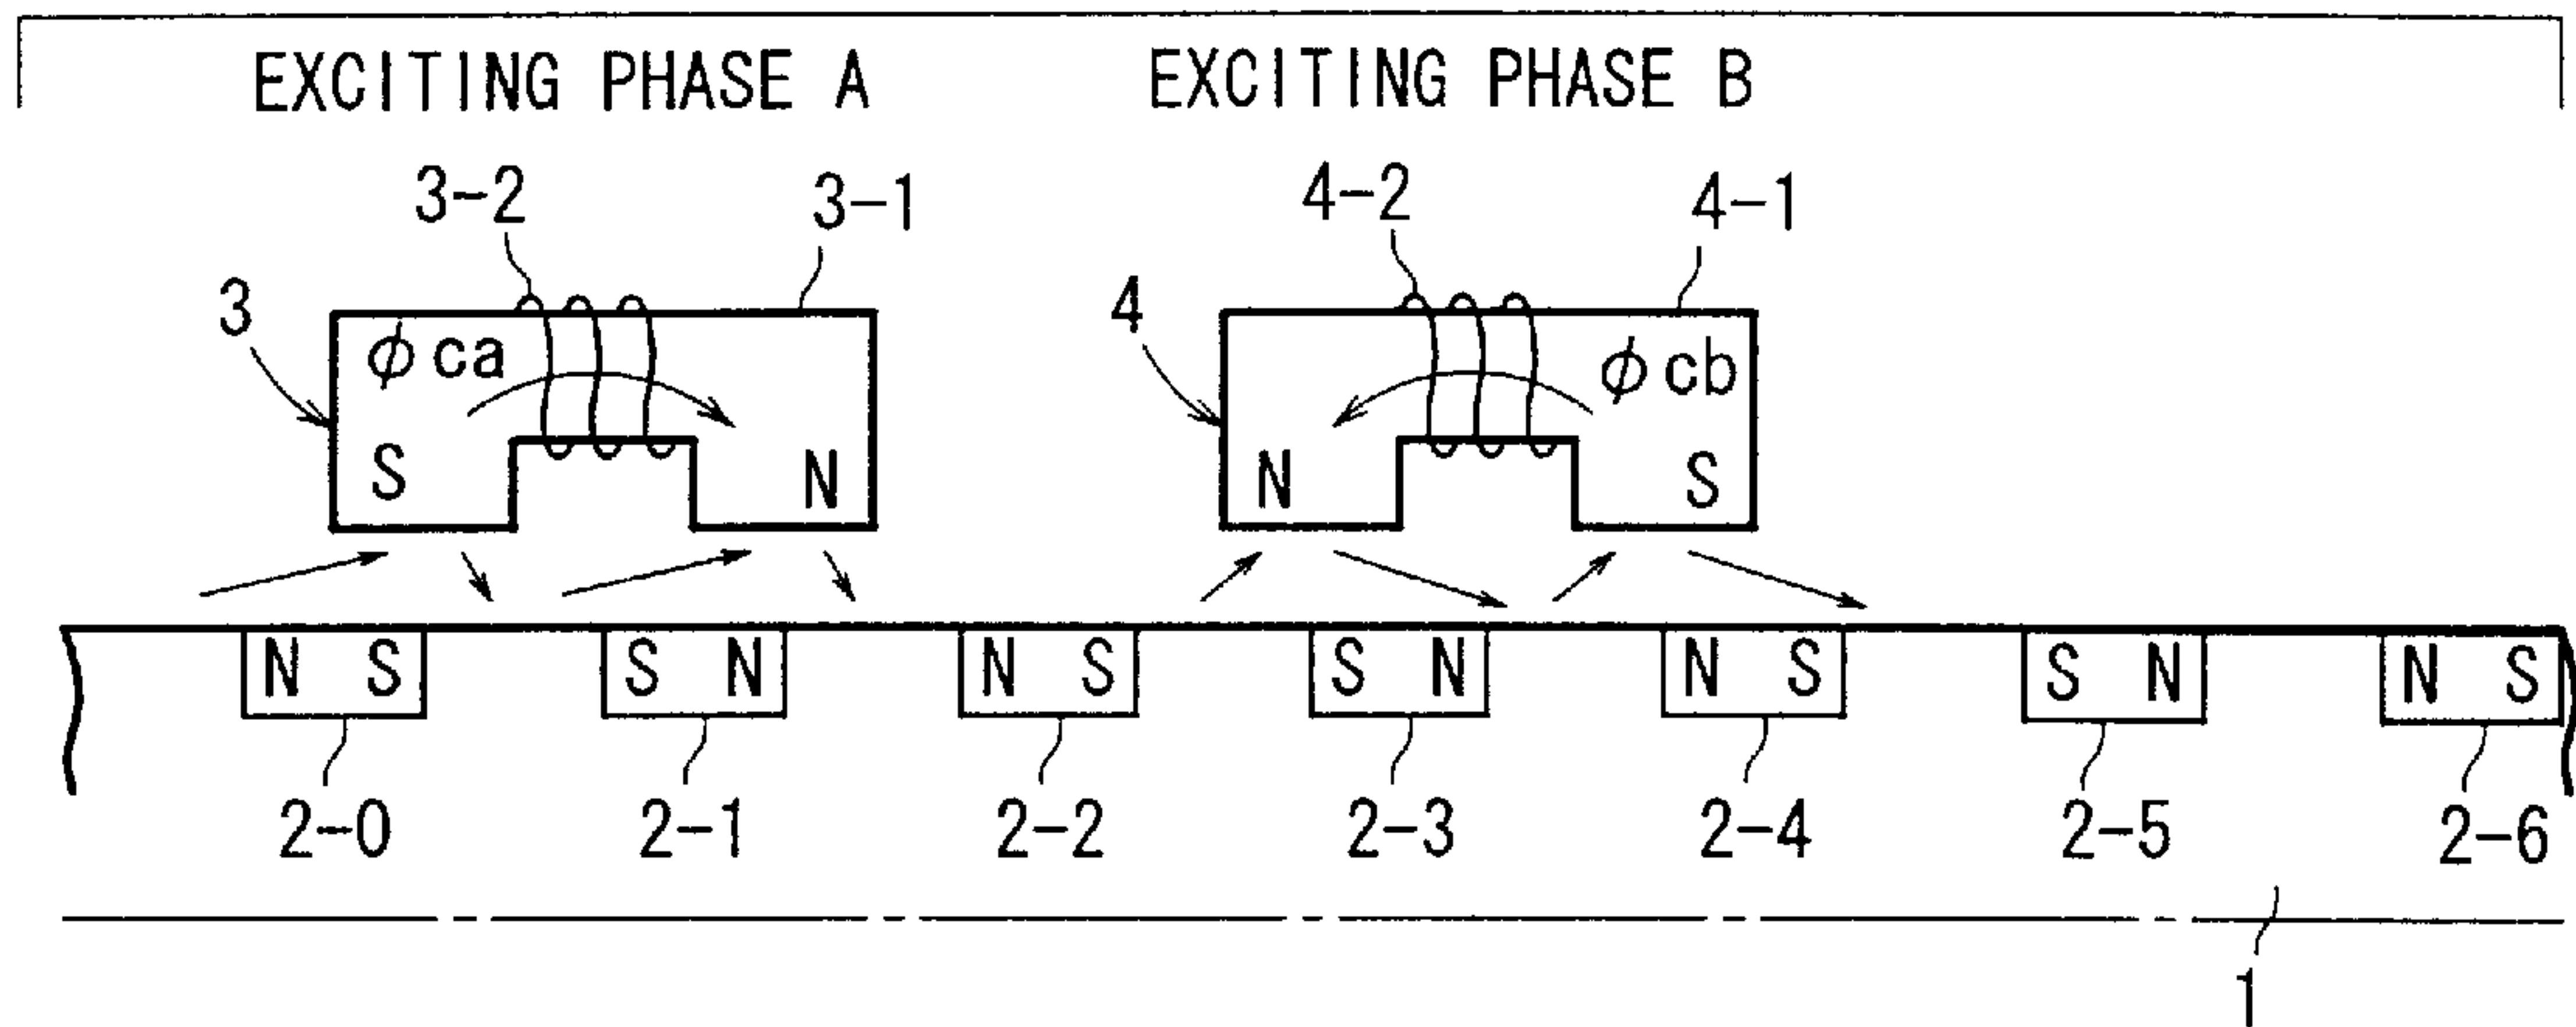 EXCITING PHASE A EXCITING PHASE B
3-2 3-1 4-2 4-1
3 4
φca φcb
S N N S
N S S N N S S N N S S N N S
2-0 2-1 2-2 2-3 2-4 2-5 2-6
1